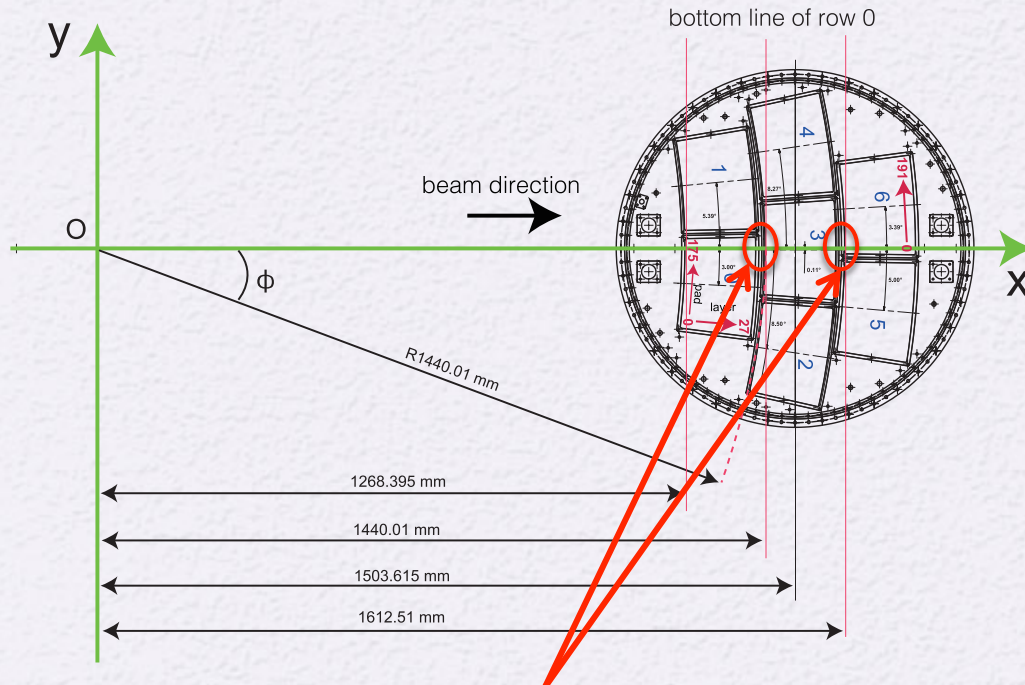 bottom line of row 0
y
4
1
191
beam direction
8.27°
6
5.39°
3.39°
O
3
0
x
175
3.00°
0.11°
5.00°
ϕ
pad
layer
0
27
8.50°
5
2
R1440.01 mm
1268.395 mm
1440.01 mm
1503.615 mm
1612.51 mm